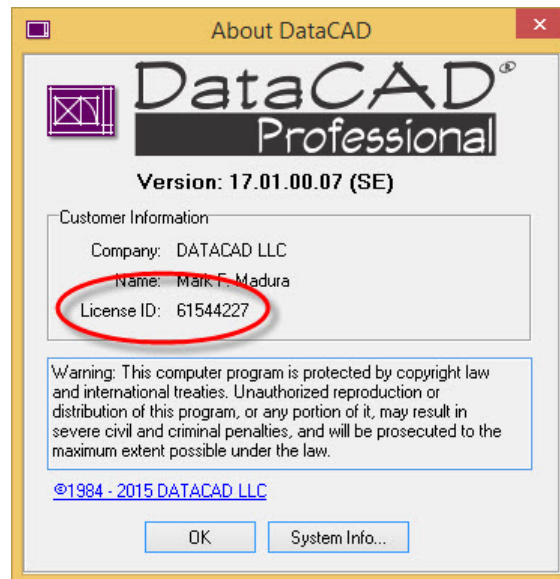 About DataCAD
DataCAD®
Professional
Version: 17.01.00.07 (SE)
Customer Information
Company: DATACAD LLC
Name: Mark F. Madura
License ID: 61544227
Warning: This computer program is protected by copyright law
and international treaties. Unauthorized reproduction or
distribution of this program, or any portion of it, may result in
severe civil and criminal penalties, and will be prosecuted to the
maximum extent possible under the law.
©1984 - 2015 DATACAD LLC
OK
System Info...